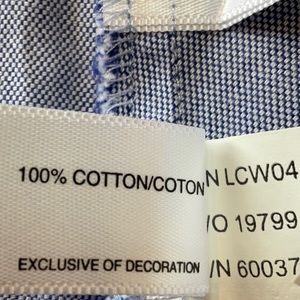 100% COTTON/COTON
EXCLUSIVE OF DECORATION
N LCW04
/O 19799
/N 60037